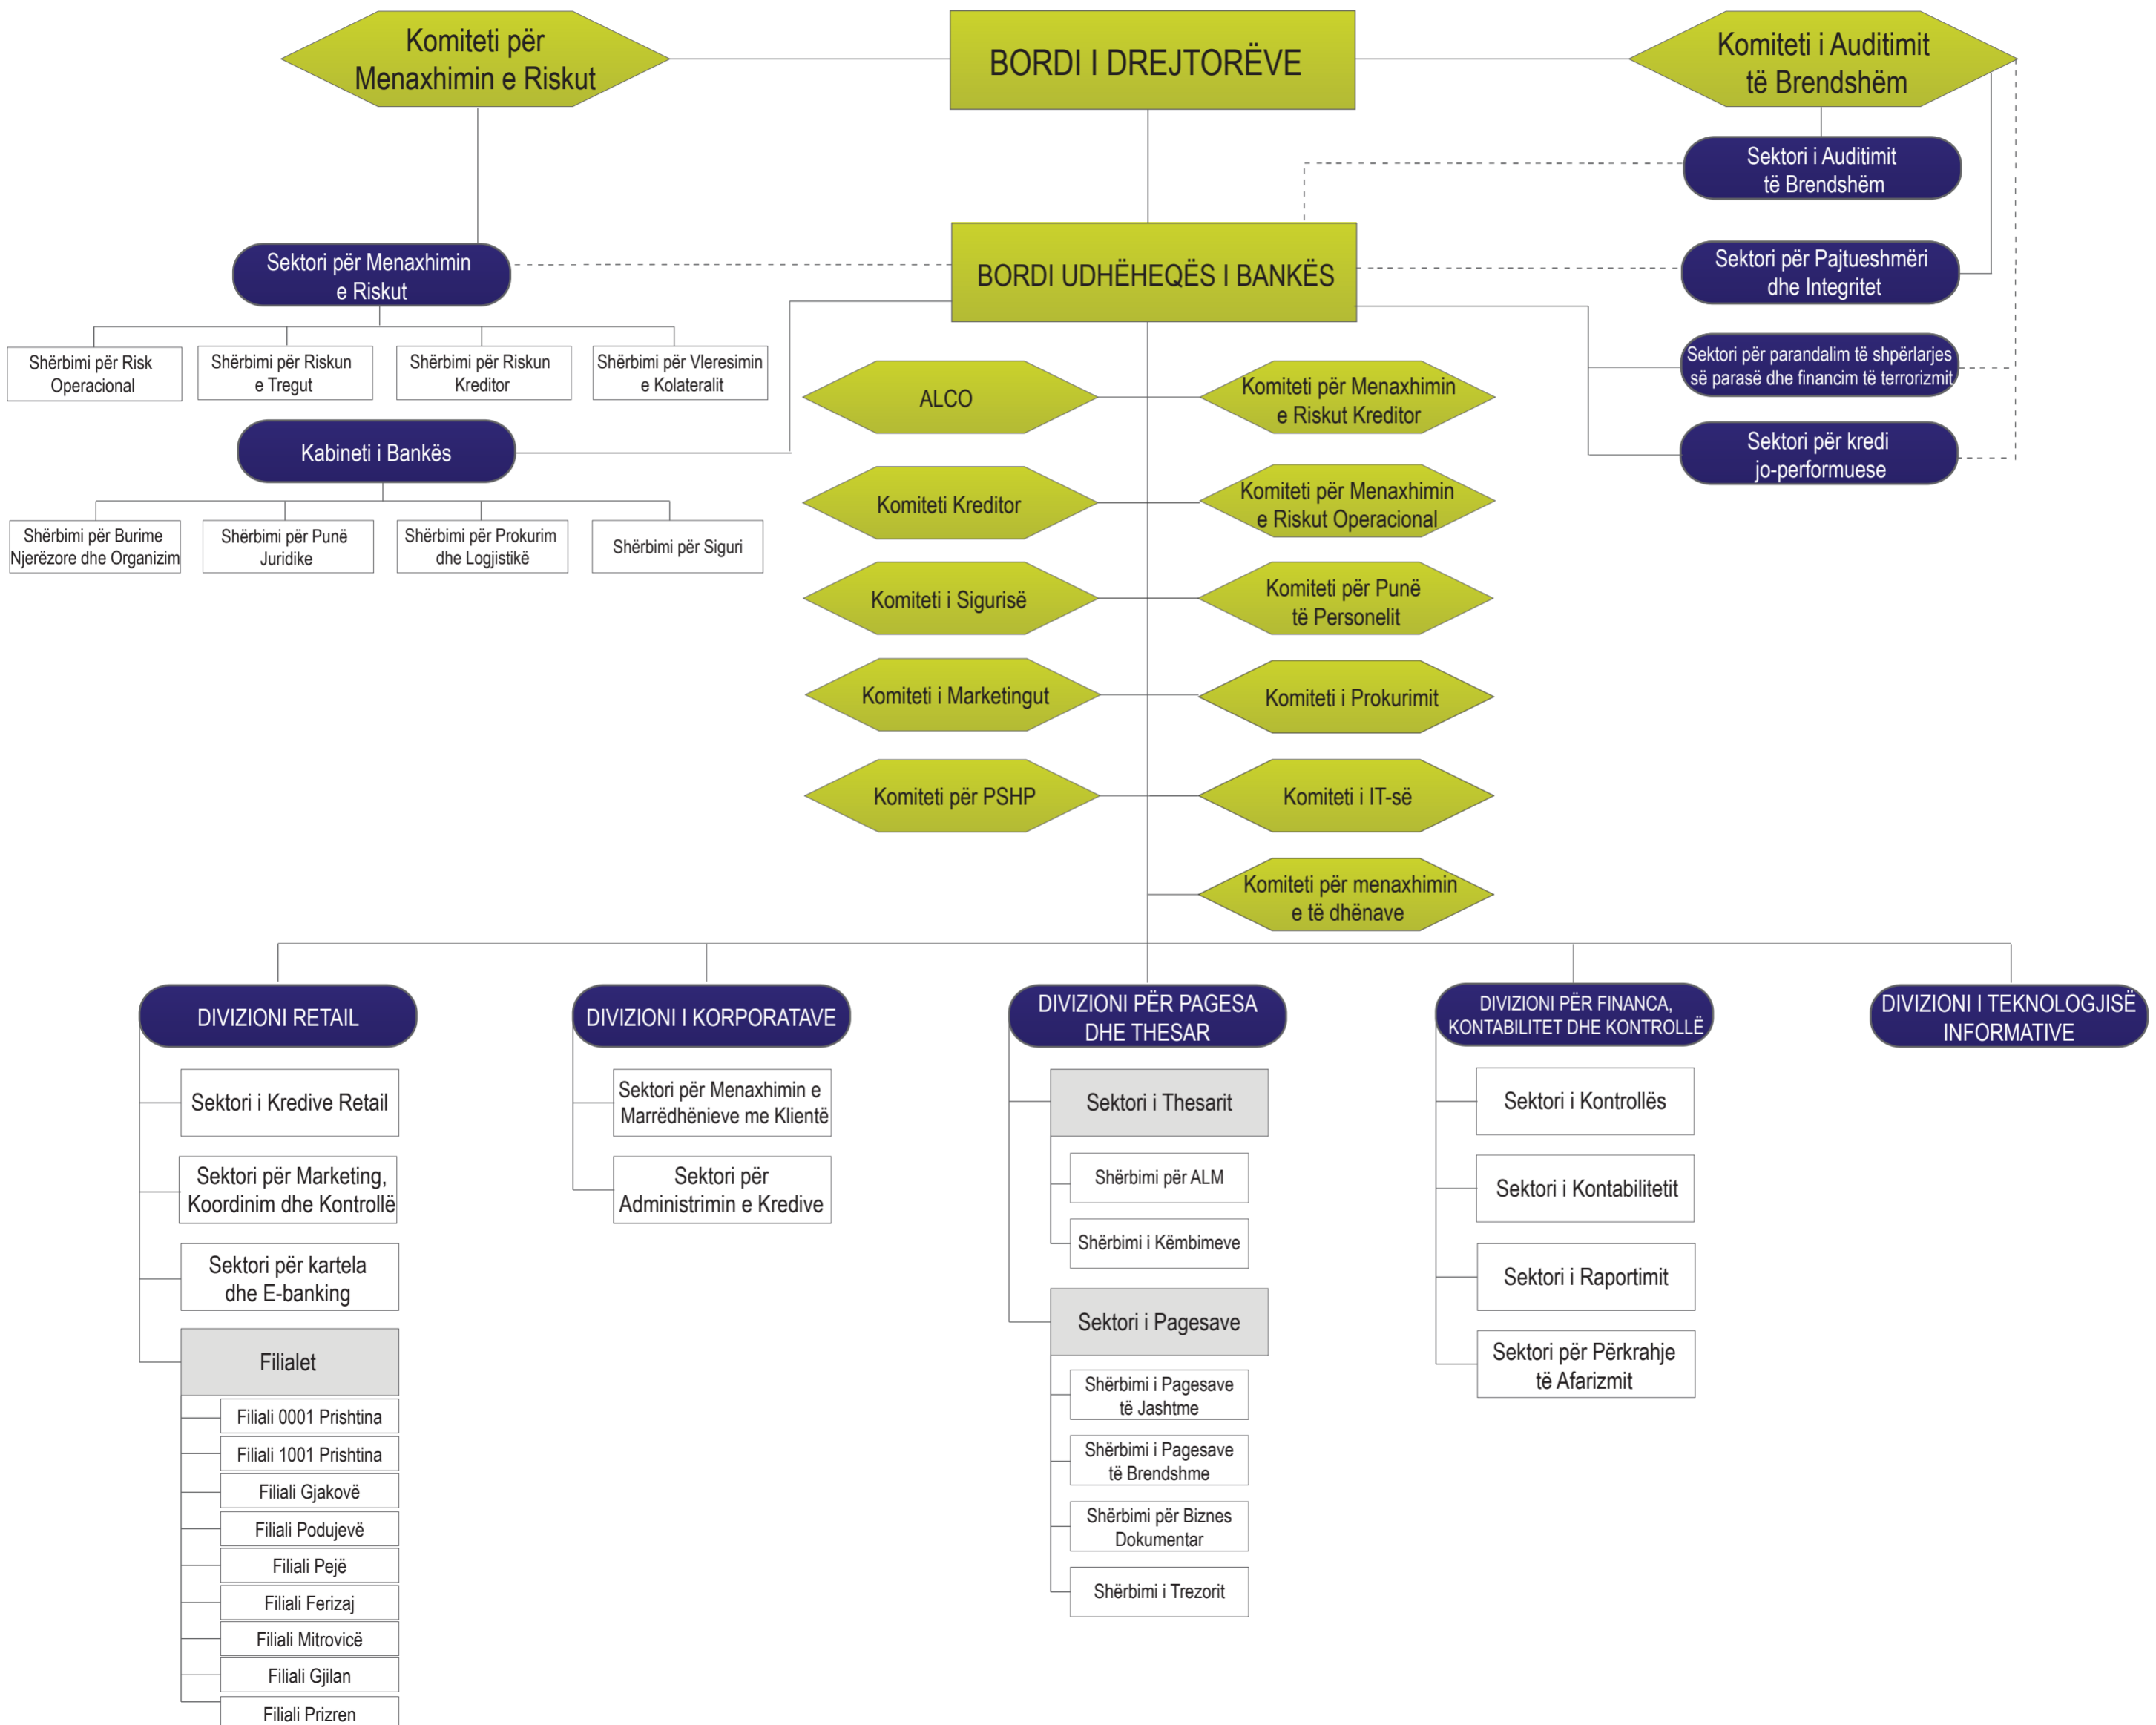 Komiteti për
Menaxhimin e Riskut
BORDI I DREJTORËVE
Komiteti i Auditimit
të Brendshëm
Sektori i Auditimit
të Brendshëm
Sektori për Menaxhimin
e Riskut
BORDI UDHËHEQËS I BANKËS
Sektori për Pajtueshmëri
dhe Integritet
Shërbimi për Risk
Operacional
Shërbimi për Riskun
e Tregut
Shërbimi për Riskun
Kreditor
Shërbimi për Vleresimin
e Kolateralit
Sektori për parandalim të shpërlarjes
së parasë dhe financim të terrorizmit
Sektori për kredi
jo-performuese
Kabineti i Bankës
Shërbimi për Burime
Njerëzore dhe Organizim
Shërbimi për Punë
Juridike
Shërbimi për Prokurim
dhe Logjistikë
Shërbimi për Siguri
ALCO
Komiteti për Menaxhimin
e Riskut Kreditor
Komiteti Kreditor
Komiteti për Menaxhimin
e Riskut Operacional
Komiteti i Sigurisë
Komiteti për Punë
të Personelit
Komiteti i Marketingut
Komiteti i Prokurimit
Komiteti për PSHP
Komiteti i IT-së
Komiteti për menaxhimin
e të dhënave
DIVIZIONI RETAIL
Sektori i Kredive Retail
Sektori për Marketing,
Koordinim dhe Kontrollë
Sektori për kartela
dhe E-banking
Filialet
Filiali 0001 Prishtina
Filiali 1001 Prishtina
Filiali Gjakovë
Filiali Podujevë
Filiali Pejë
Filiali Ferizaj
Filiali Mitrovicë
Filiali Gjilan
Filiali Prizren
DIVIZIONI I KORPORATAVE
Sektori për Menaxhimin e
Marrëdhënieve me Klientë
Sektori për
Administrimin e Kredive
DIVIZIONI PËR PAGESA
DHE THESAR
Sektori i Thesarit
Shërbimi për ALM
Shërbimi i Këmbimeve
Sektori i Pagesave
Shërbimi i Pagesave
të Jashtme
Shërbimi i Pagesave
të Brendshme
Shërbimi për Biznes
Dokumentar
Shërbimi i Trezorit
DIVIZIONI PËR FINANCA,
KONTABILITET DHE KONTROLLË
Sektori i Kontrollës
Sektori i Kontabilitetit
Sektori i Raportimit
Sektori për Përkrahje
të Afarizmit
DIVIZIONI I TEKNOLOGJISË
INFORMATIVE